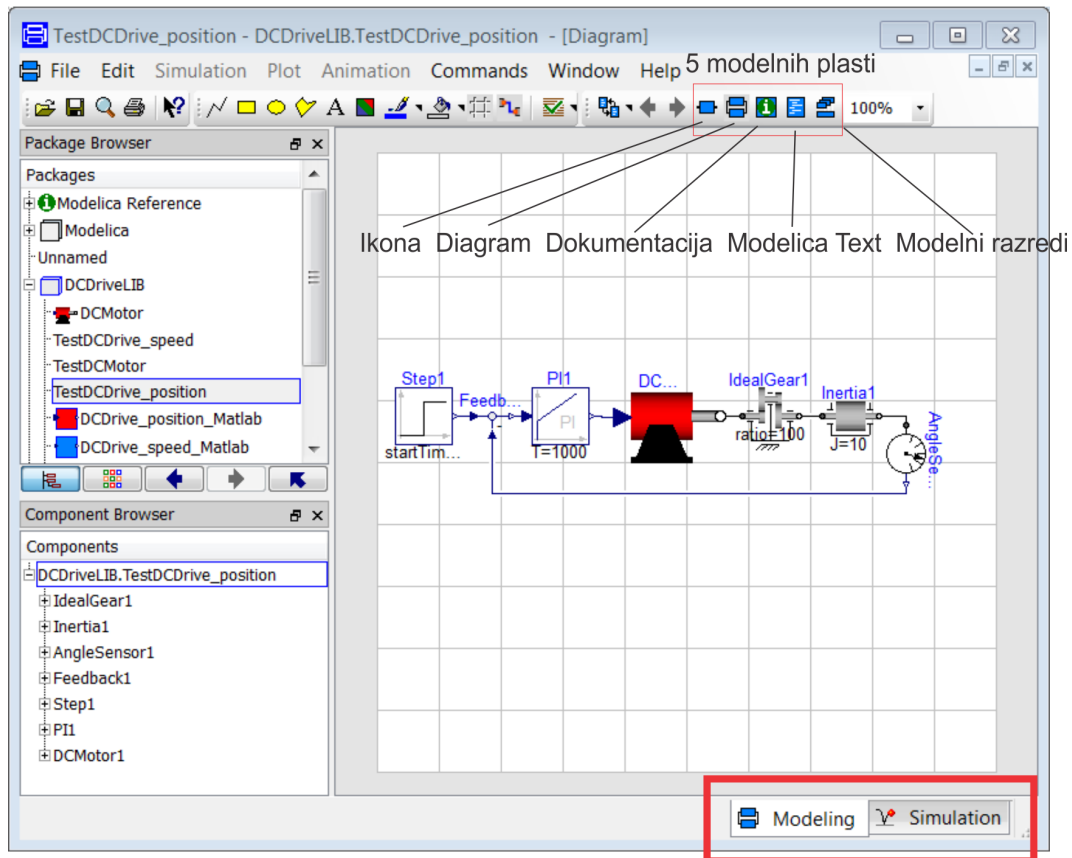 TestDCDrive_position - DCDriveLIB.TestDCDrive_position - [Diagram]
File Edit Simulation Plot Animation Commands Window Help
5 modelnih plasti
100%
Package Browser
Packages
Modelica Reference
Modelica
Unnamed
DCDriveLIB
DCMotor
TestDCDrive_speed
TestDCMotor
TestDCDrive_position
DCDrive_position_Matlab
DCDrive_speed_Matlab
Ikona Diagram Dokumentacija Modelica Text Modelni razredi
Step1
Feedb...
PI1
DC...
IdealGear1
Inertia1
AngleSe...
startTim...
PI
T=1000
ratio=100
J=10
Component Browser
Components
DCDriveLIB.TestDCDrive_position
IdealGear1
Inertia1
AngleSensor1
Feedback1
Step1
PI1
DCMotor1
Modeling Simulation